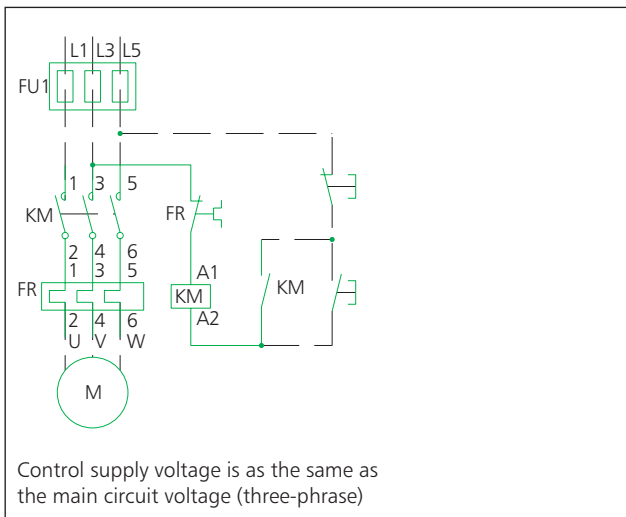 L1 L3 L5
FU1
1 3 5
KM
FR
2 4 6
1 3 5
A1
FR
KM
KM
A2
2 4 6
U V W
M
Control supply voltage is as the same as
the main circuit voltage (three-phrase)